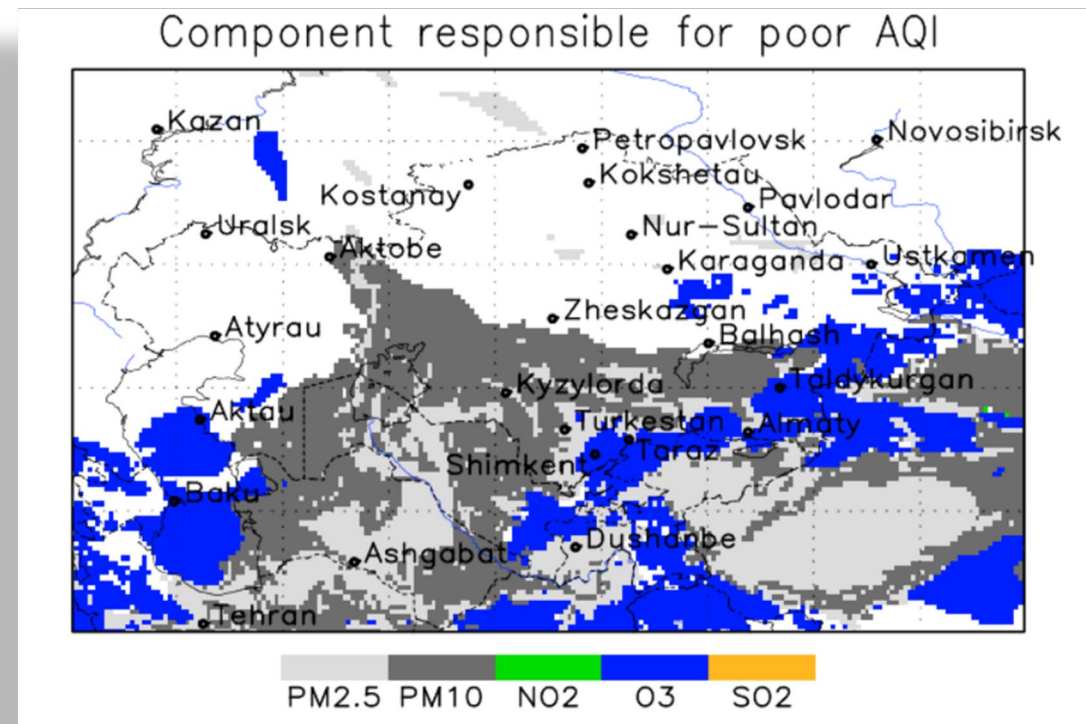 Component responsible for poor AQI
Kazan
Novosibirsk
Petropavlovsk
Kokshetau
Kostanay
Pavlodar
Uralsk
Nur-Sultan
Aktobe
Karaganda
Ustkamen
Zheskazgan
Atyrau
Balhash
Kyzylorda
Taldykurgan
Aktau
Turkestan
Almaty
Taraz
Shimkent
Baku
Dushanbe
Ashgabat
Tehran
PM2.5 PM10 NO2 O3 SO2